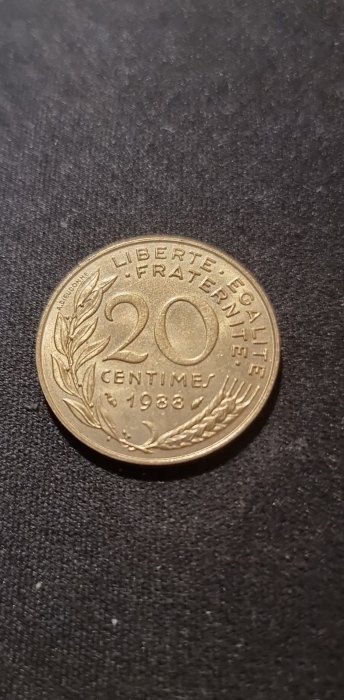 LIBERTE · EGALITE
· FRATERNITE ·
20
CENTIMES
1988